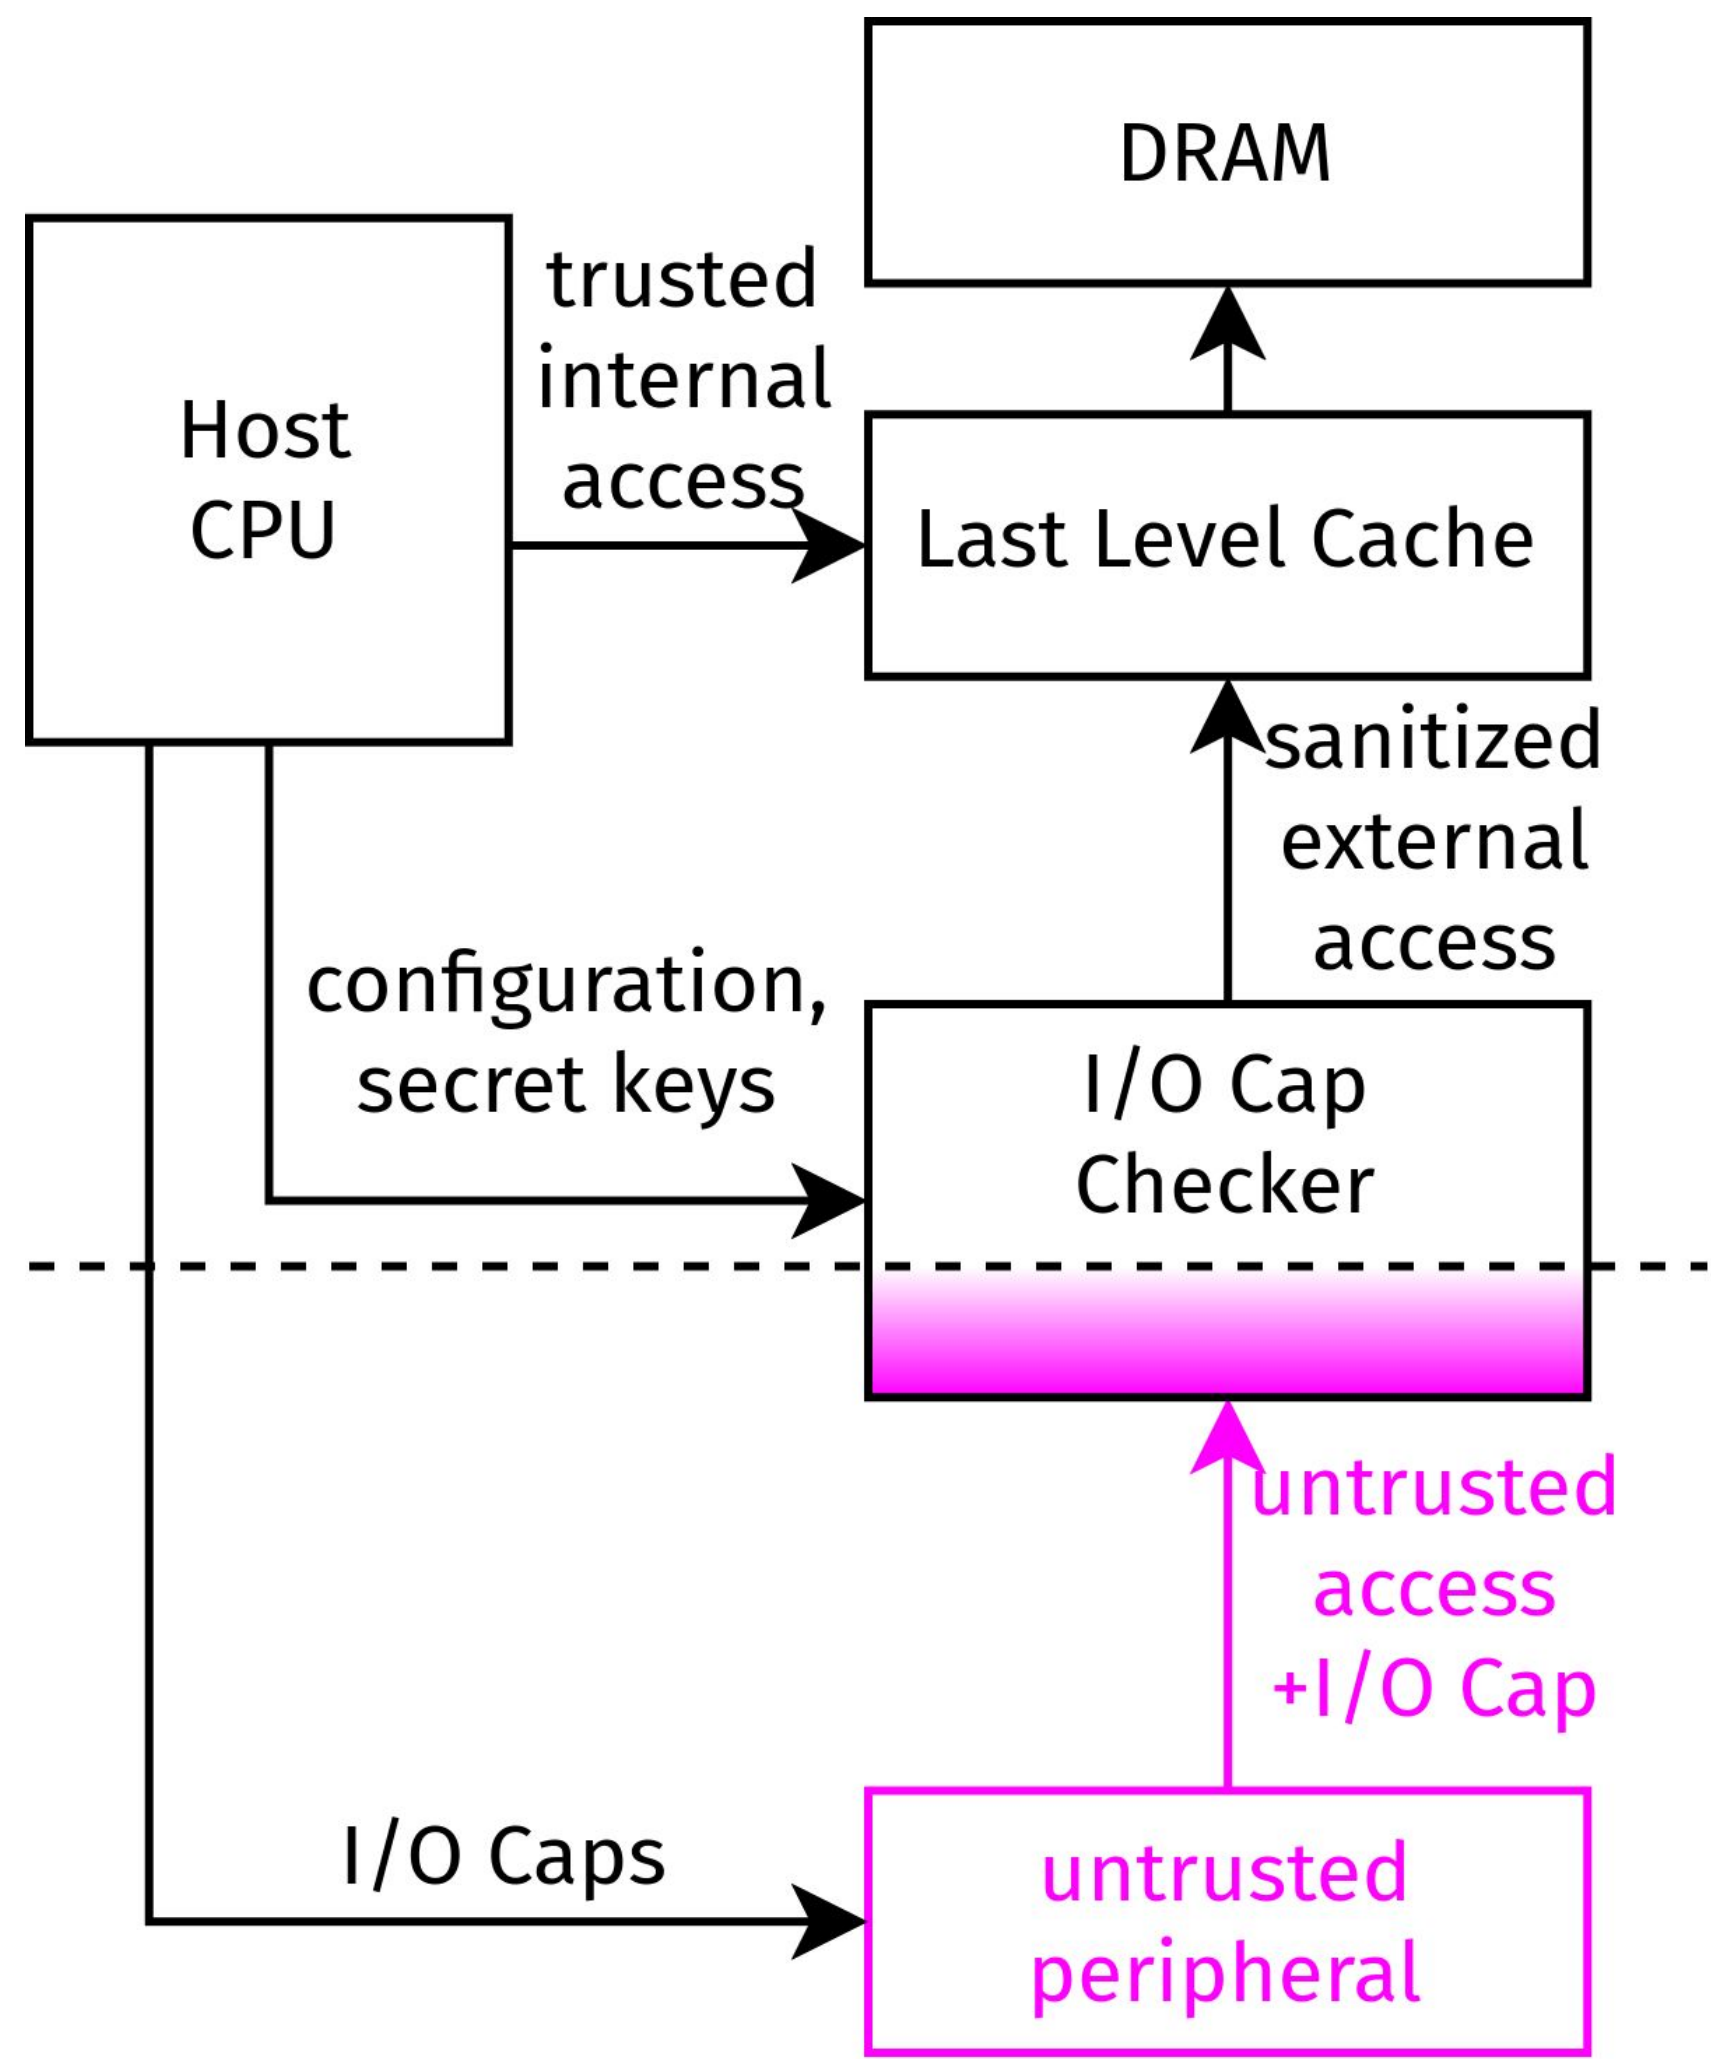 DRAM
Host
CPU
trusted
internal
access
Last Level Cache
sanitized
external
access
configuration,
secret keys
I/O Cap
Checker
untrusted
access
+I/O Cap
I/O Caps
untrusted
peripheral